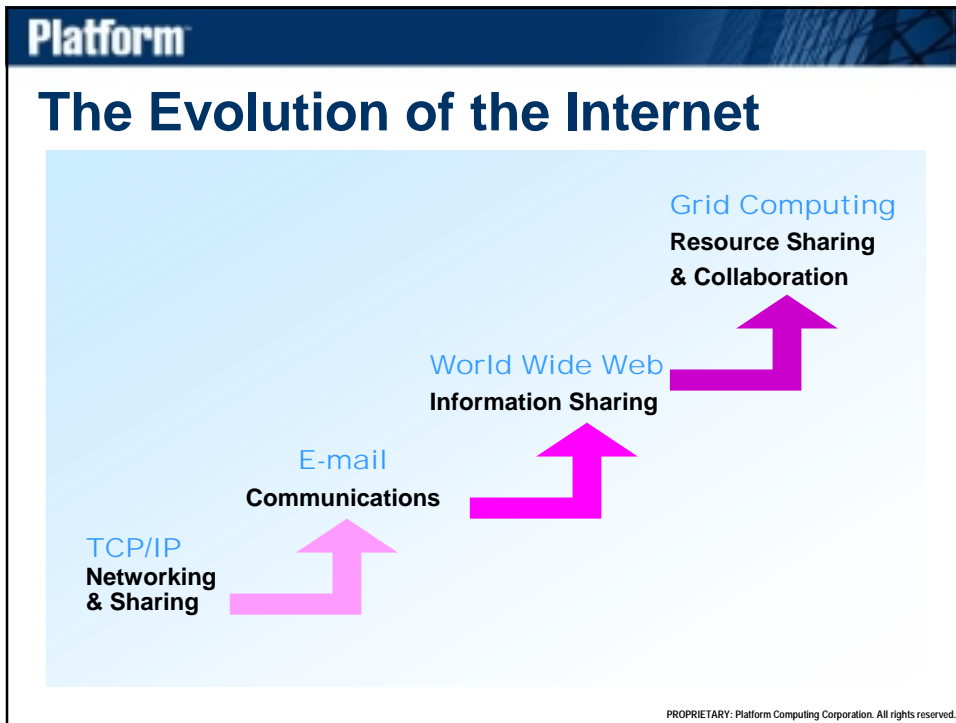 Platform
The Evolution of the Internet
Grid Computing
Resource Sharing
& Collaboration
World Wide Web
Information Sharing
E-mail
Communications
TCP/IP
Networking
& Sharing
PROPRIETARY: Platform Computing Corporation. All rights reserved.